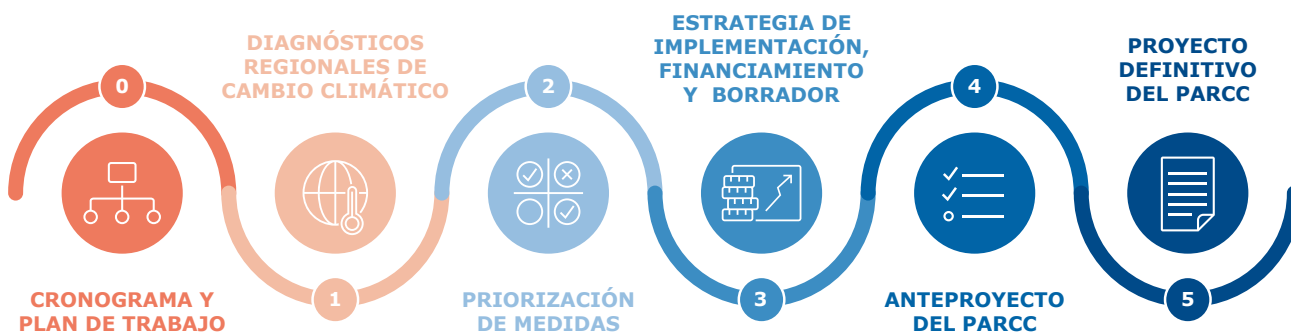 0
CRONOGRAMA Y
PLAN DE TRABAJO
DIAGNÓSTICOS
REGIONALES DE
CAMBIO CLIMÁTICO
1
2
PRIORIZACIÓN
DE MEDIDAS
ESTRATEGIA DE
IMPLEMENTACIÓN,
FINANCIAMIENTO
Y BORRADOR
3
4
ANTEPROYECTO
DEL PARCC
PROYECTO
DEFINITIVO
DEL PARCC
5